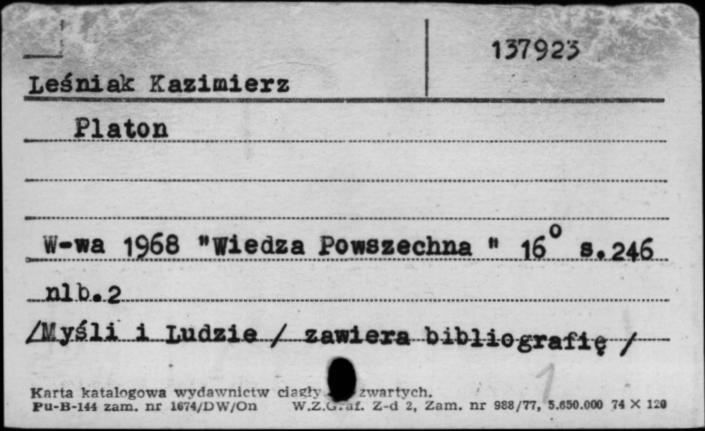 137923
Leśniak Kazimierz
Platon
W-wa 1968 "Wiedza Powszechna " 16° s.246
nlb.2
/Myśli i Ludzie / zawiera bibliografię /
1
Karta katalogowa wydawnictw zwartych.
Pu-B-144 zam. nr 1674/DW/On W.Z.Graf. Z-d 2, Zam. nr 988/77, 5.650.000 74 X 120